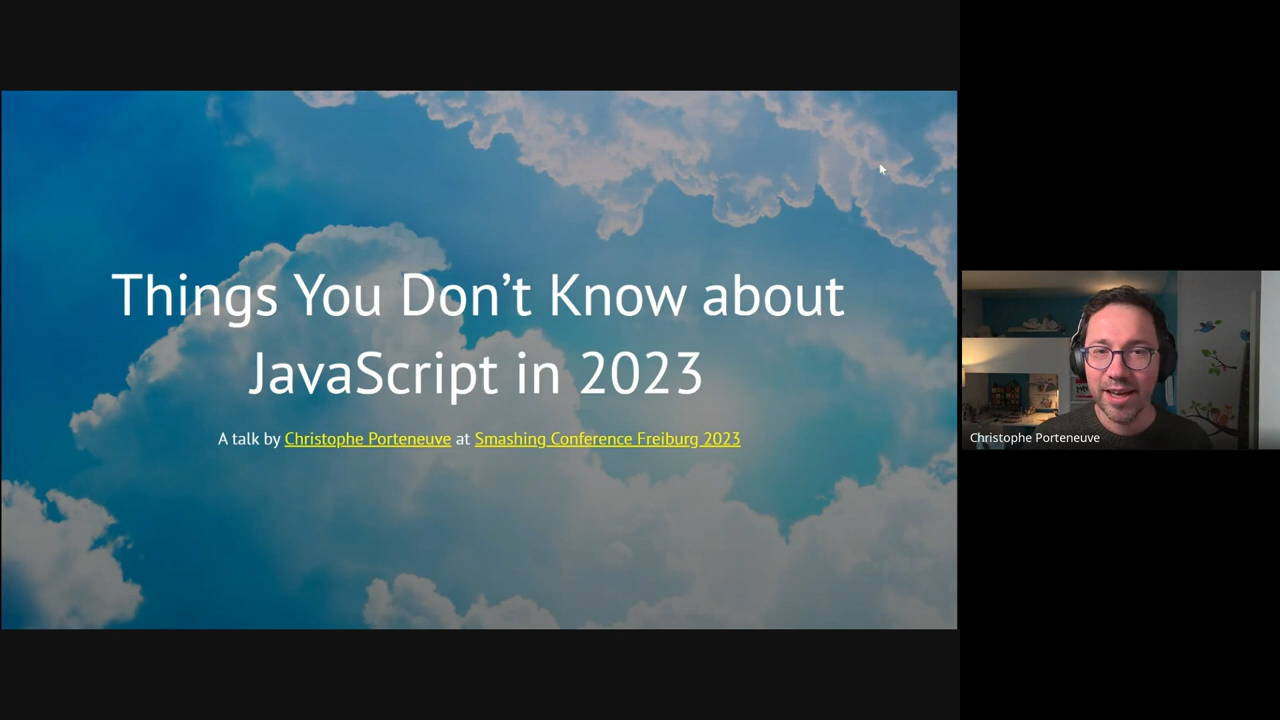 Things You Don’t Know about
JavaScript in 2023
A talk by Christophe Porteneuve at Smashing Conference Freiburg 2023
Christophe Porteneuve